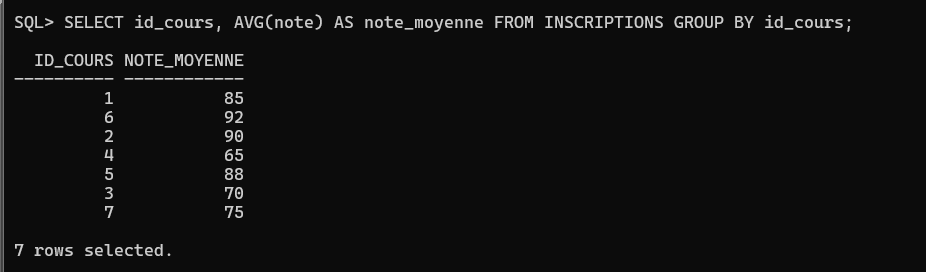 SQL> SELECT id_cours, AVG(note) AS note_moyenne FROM INSCRIPTIONS GROUP BY id_cours;
  ID_COURS NOTE_MOYENNE
---------- ------------
         1           85
         6           92
         2           90
         4           65
         5           88
         3           70
         7           75
7 rows selected.